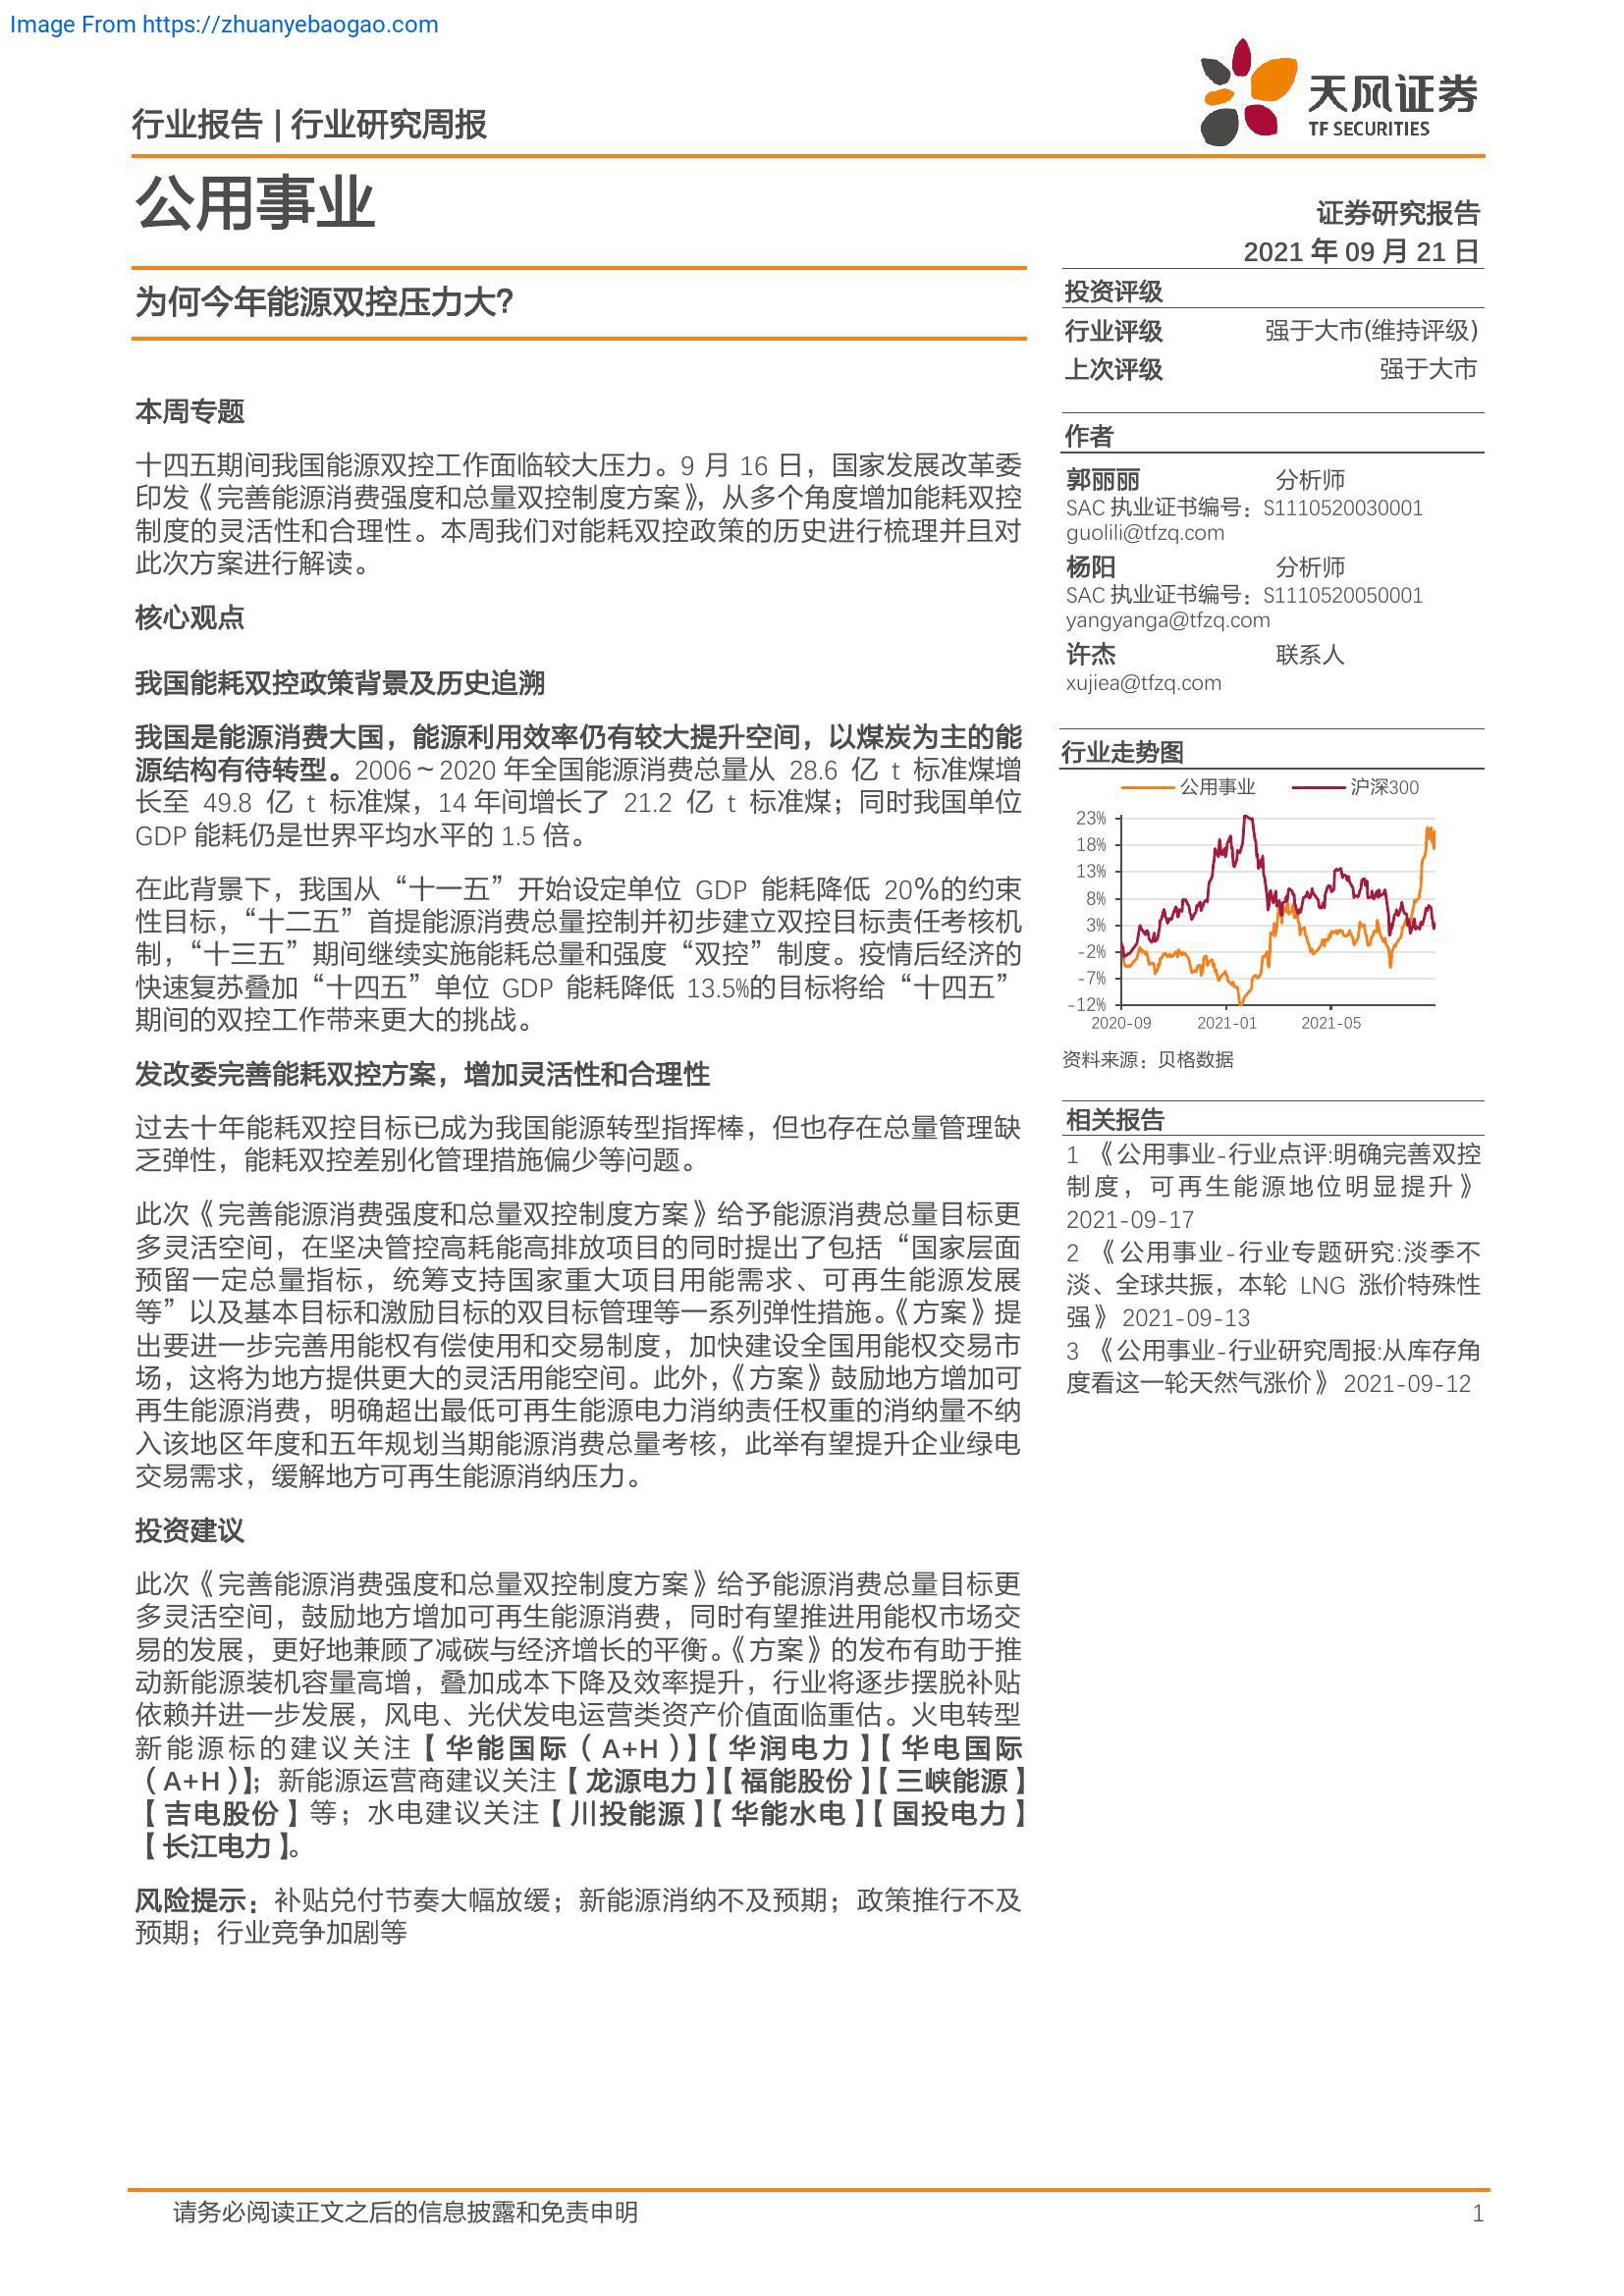 Image From https://zhuanyebaogao.com
天风证券
TF SECURITIES
行业报告 | 行业研究周报
公用事业
证券研究报告
2021 年 09 月 21 日
为何今年能源双控压力大？
投资评级
行业评级 强于大市(维持评级)
上次评级 强于大市
本周专题
十四五期间我国能源双控工作面临较大压力。9 月 16 日，国家发展改革委
印发《完善能源消费强度和总量双控制度方案》，从多个角度增加能耗双控
制度的灵活性和合理性。本周我们对能耗双控政策的历史进行梳理并且对
此次方案进行解读。
核心观点
我国能耗双控政策背景及历史追溯
我国是能源消费大国，能源利用效率仍有较大提升空间，以煤炭为主的能
源结构有待转型。2006～2020 年全国能源消费总量从 28.6 亿 t 标准煤增
长至 49.8 亿 t 标准煤，14 年间增长了 21.2 亿 t 标准煤；同时我国单位
GDP 能耗仍是世界平均水平的 1.5 倍。
在此背景下，我国从“十一五”开始设定单位 GDP 能耗降低 20%的约束
性目标，“十二五”首提能源消费总量控制并初步建立双控目标责任考核机
制，“十三五”期间继续实施能耗总量和强度“双控”制度。疫情后经济的
快速复苏叠加“十四五”单位 GDP 能耗降低 13.5%的目标将给“十四五”
期间的双控工作带来更大的挑战。
发改委完善能耗双控方案，增加灵活性和合理性
过去十年能耗双控目标已成为我国能源转型指挥棒，但也存在总量管理缺
乏弹性，能耗双控差别化管理措施偏少等问题。
此次《完善能源消费强度和总量双控制度方案》给予能源消费总量目标更
多灵活空间，在坚决管控高耗能高排放项目的同时提出了包括“国家层面
预留一定总量指标，统筹支持国家重大项目用能需求、可再生能源发展
等”以及基本目标和激励目标的双目标管理等一系列弹性措施。《方案》提
出要进一步完善用能权有偿使用和交易制度，加快建设全国用能权交易市
场，这将为地方提供更大的灵活用能空间。此外，《方案》鼓励地方增加可
再生能源消费，明确超出最低可再生能源电力消纳责任权重的消纳量不纳
入该地区年度和五年规划当期能源消费总量考核，此举有望提升企业绿电
交易需求，缓解地方可再生能源消纳压力。
投资建议
此次《完善能源消费强度和总量双控制度方案》给予能源消费总量目标更
多灵活空间，鼓励地方增加可再生能源消费，同时有望推进用能权市场交
易的发展，更好地兼顾了减碳与经济增长的平衡。《方案》的发布有助于推
动新能源装机容量高增，叠加成本下降及效率提升，行业将逐步摆脱补贴
依赖并进一步发展，风电、光伏发电运营类资产价值面临重估。火电转型
新能源标的建议关注【华能国际（A+H）】【华润电力】【华电国际
（A+H）】；新能源运营商建议关注【龙源电力】【福能股份】【三峡能源】
【吉电股份】等；水电建议关注【川投能源】【华能水电】【国投电力】
【长江电力】。
风险提示：补贴兑付节奏大幅放缓；新能源消纳不及预期；政策推行不及
预期；行业竞争加剧等
作者
郭丽丽 分析师
SAC 执业证书编号：S1110520030001
guolili@tfzq.com
杨阳 分析师
SAC 执业证书编号：S1110520050001
yangyanga@tfzq.com
许杰 联系人
xujiea@tfzq.com
行业走势图
公用事业 沪深300
23%
18%
13%
8%
3%
-2%
-7%
-12%
2020-09 2021-01 2021-05
资料来源：贝格数据
相关报告
1 《公用事业-行业点评:明确完善双控
制度，可再生能源地位明显提升》
2021-09-17
2 《公用事业-行业专题研究:淡季不
淡、全球共振，本轮 LNG 涨价特殊性
强》 2021-09-13
3 《公用事业-行业研究周报:从库存角
度看这一轮天然气涨价》 2021-09-12
请务必阅读正文之后的信息披露和免责申明 1